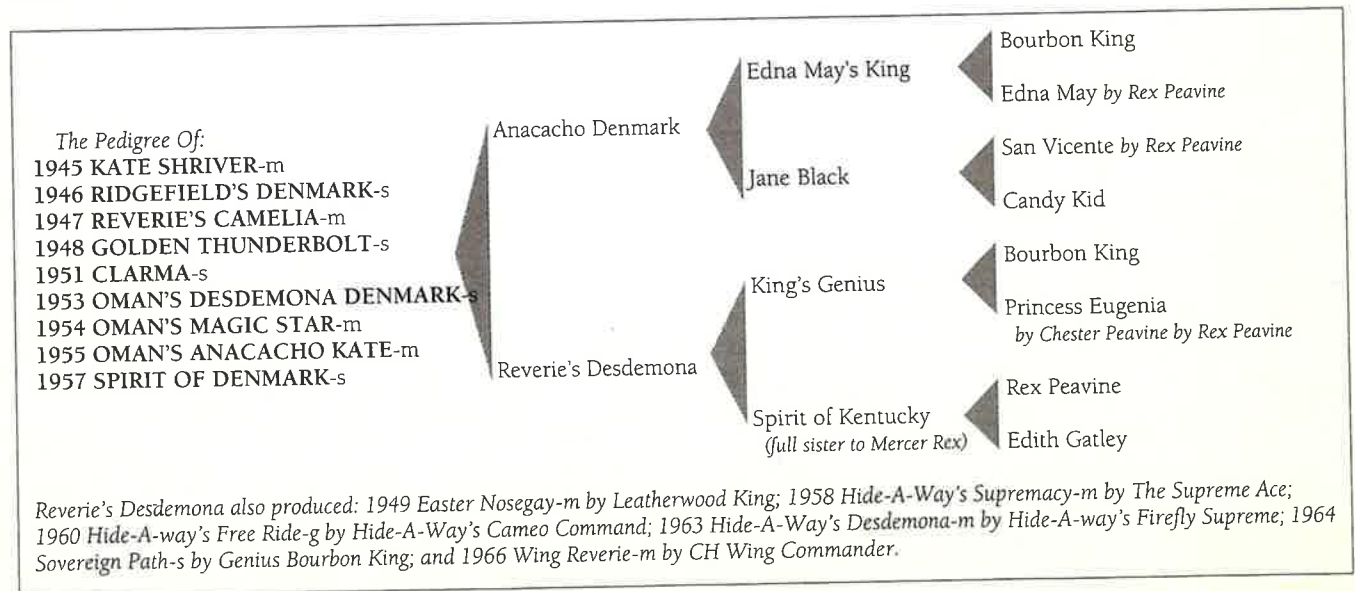 The Pedigree Of:
1945 KATE SHRIVER-m
1946 RIDGEFIELD'S DENMARK-s
1947 REVERIE'S CAMELIA-m
1948 GOLDEN THUNDERBOLT-s
1951 CLARMA-s
1953 OMAN'S DESDEMONA DENMARK-s
1954 OMAN'S MAGIC STAR-m
1955 OMAN'S ANACACHO KATE-m
1957 SPIRIT OF DENMARK-s
Anacacho Denmark
Reverie's Desdemona
Edna May's King
Jane Black
King's Genius
Spirit of Kentucky
(full sister to Mercer Rex)
Bourbon King
Edna May by Rex Peavine
San Vicente by Rex Peavine
Candy Kid
Bourbon King
Princess Eugenia
by Chester Peavine by Rex Peavine
Rex Peavine
Edith Gatley
Reverie's Desdemona also produced: 1949 Easter Nosegay-m by Leatherwood King; 1958 Hide-A-Way's Supremacy-m by The Supreme Ace;
1960 Hide-A-way's Free Ride-g by Hide-A-Way's Cameo Command; 1963 Hide-A-Way's Desdemona-m by Hide-A-way's Firefly Supreme; 1964
Sovereign Path-s by Genius Bourbon King; and 1966 Wing Reverie-m by CH Wing Commander.